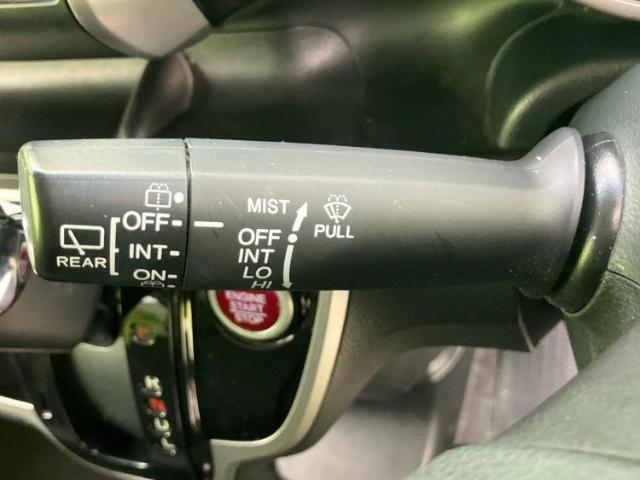 MIST
OFF
OFF
PULL
INT
INT
REAR
LO
ON
HI
ENGINE
START
STOP